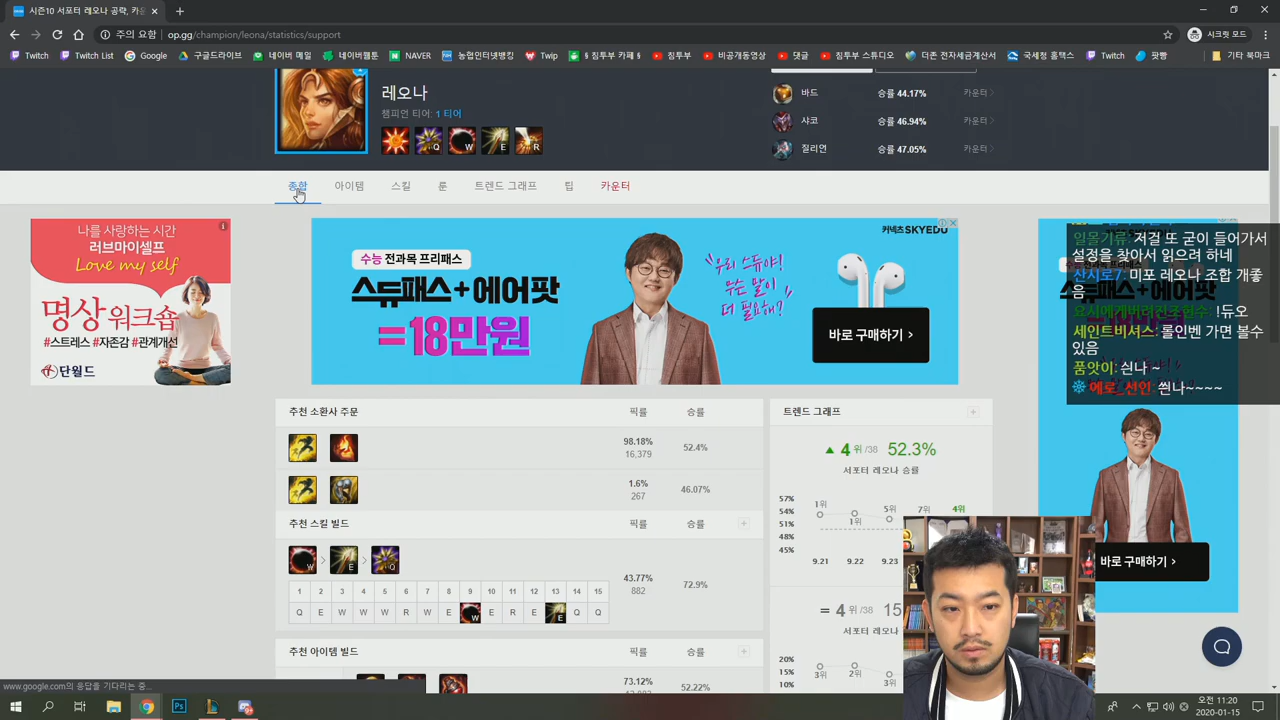 시즌10 서포터 레오나 공략, 카운
주의 요함
op.gg/champion/leona/statistics/support
시크릿 모드
Twitch
Twitch List
Google
구글드라이브
네이버 메일
네이버웹툰
NAVER
농협인터넷뱅킹
Twip
§ 침투부 카페 §
침투부
비공개동영상
댓글
침투부 스튜디오
더존 전자세금계산서
국세청 홈택스
Twitch
팟빵
기타 북마크
레오나
챔피언 티어: 1 티어
Q
W
E
R
바드
승률 44.17%
카운터
샤코
승률 46.94%
카운터
질리언
승률 47.05%
카운터
종합
아이템
스킬
룬
트렌드 그래프
팁
카운터
나를 사랑하는 시간
러브마이셀프
Love my self
명상워크숍
#스트레스 #자존감 #관계개선
단월드
커넥츠 SKYEDU
수능 전과목 프리패스
스듀패스+에어팟
=18만원
우리 스듀야!
무슨 말이
더 필요해?
바로 구매하기 >
일몰기류: 저걸 또 굳이 들어가서
설정을 찾아서 읽으려 하네
산시로7: 미포 레오나 조합 개좋
음
요시에게버려진조현수: !듀오
세인트비셔스: 롤인벤 가면 볼수
있음
품앗이: 씐나 ~
에로_선인: 씐나~~~~
바로 구매하기 >
추천 소환사 주문
픽률
승률
98.18%
16,379
52.4%
1.6%
267
46.07%
추천 스킬 빌드
픽률
승률
W
E
Q
43.77%
882
72.9%
1 2 3 4 5 6 7 8 9 10 11 12 13 14 15
Q E W W W R W E W E R E E Q Q
추천 아이템 빌드
픽률
승률
73.12%
52.22%
트렌드 그래프
4 위 /38 52.3%
서포터 레오나 승률
57%
54%
51%
48%
45%
1위
1위
5위
7위
4위
9.21
9.22
9.23
= 4 위 /38 15
서포터 레오나
20%
15%
10%
3위
2위
3위
www.google.com의 응답을 기다리는 중...
오전 11:20
2020-01-15